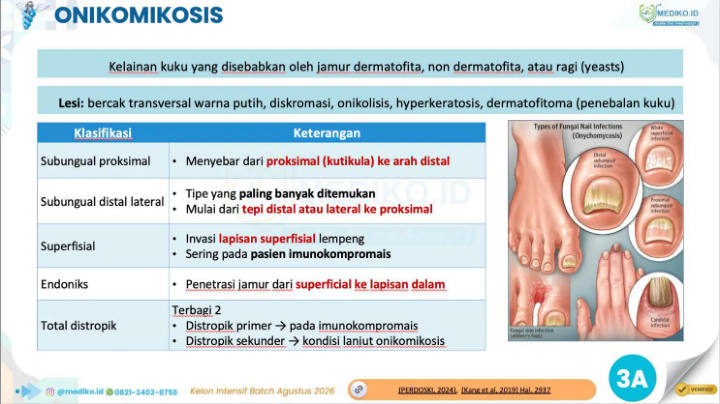 ONIKOMIKOSIS
MEDIKO.ID
Kelainan kuku yang disebabkan oleh jamur dermatofita, non dermatofita, atau ragi (yeasts)
Lesi: bercak transversal warna putih, diskromasi, onikolisis, hyperkeratosis, dermatofitoma (penebalan kuku)
Klasifikasi Keterangan
Subungual proksimal • Menyebar dari proksimal (kutikula) ke arah distal
Subungual distal lateral • Tipe yang paling banyak ditemukan
• Mulai dari tepi distal atau lateral ke proksimal
Superfisial • Invasi lapisan superfisial lempeng
• Sering pada pasien imunokompromais
Endoniks • Penetrasi jamur dari superficial ke lapisan dalam
Total distropik Terbagi 2
• Distropik primer → pada imunokompromais
• Distropik sekunder → kondisi lanjut onikomikosis
Types of Fungal Nail Infections
(Onychomycosis)
Distal
subungual
infection
White
superficial
infection
Proximal
subungual
infection
Candidal
infection
Fungal skin infection
(athlete's foot)
3A
@mediko.id 0821-3403-8758 Kelon Intensif Batch Agustus 2026 (PERDOSKI, 2024), (Kang et al, 2019) Hal. 2937
VERIFIED